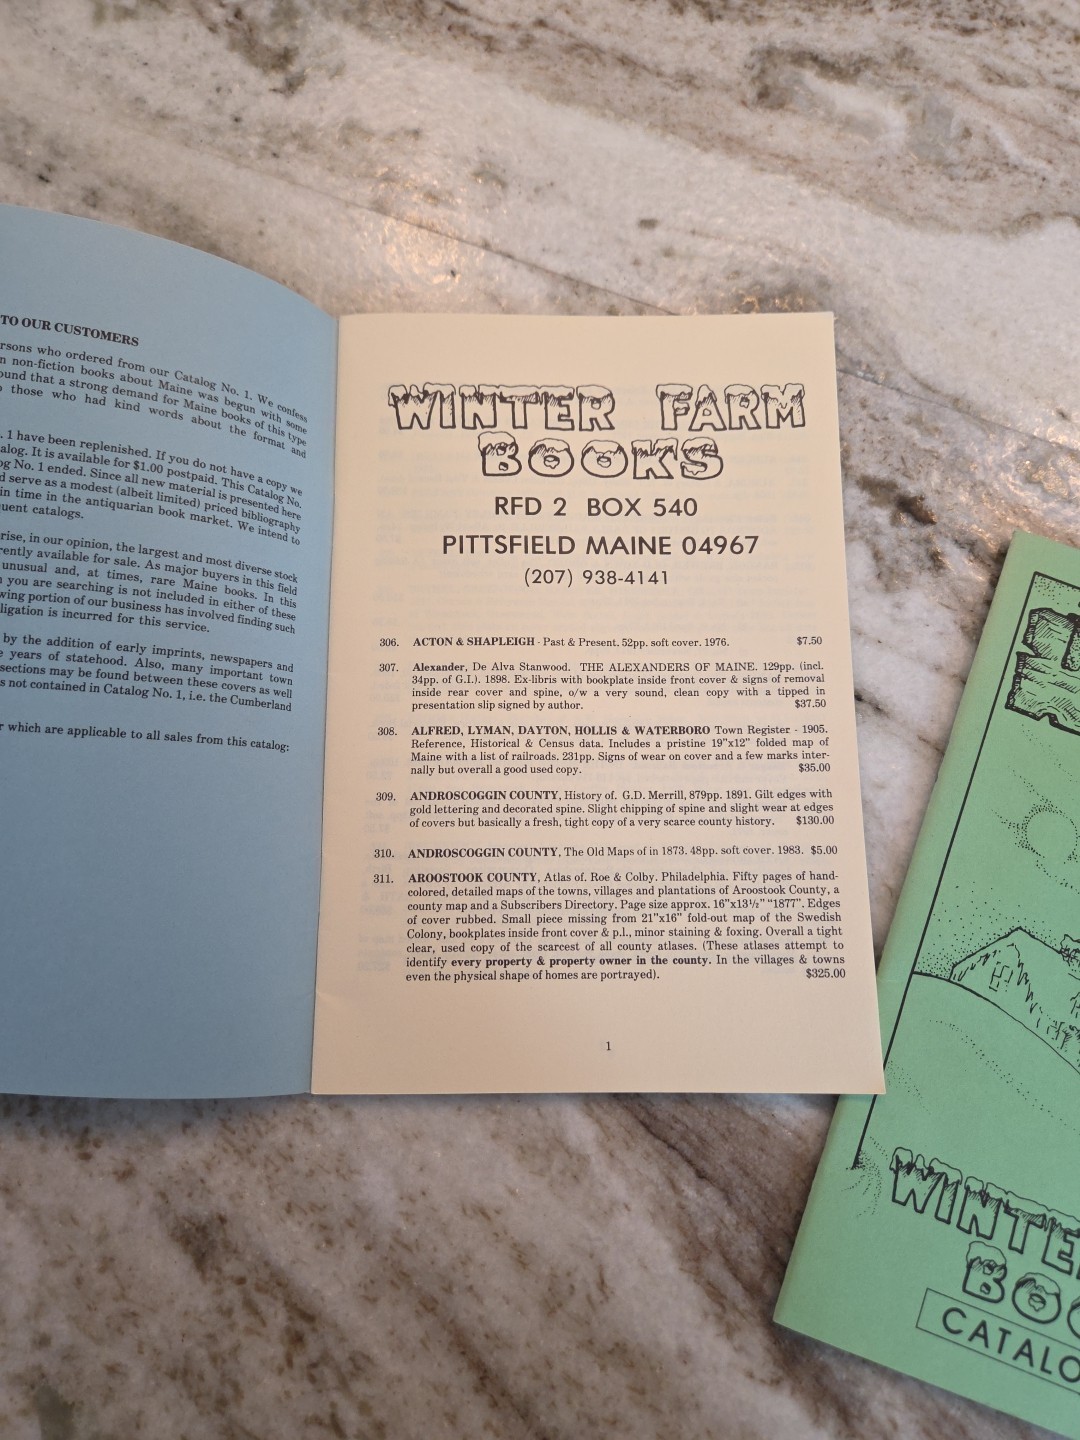 TO OUR CUSTOMERS
rsons who ordered from our Catalog No. 1. We confess
n non-fiction books about Maine was begun with some
ound that a strong demand for Maine books of this type
o those who had kind words about the format and
. 1 have been replenished. If you do not have a copy we
alog. It is available for $1.00 postpaid. This Catalog No.
og No. 1 ended. Since all new material is presented here
d serve as a modest (albeit limited) priced bibliography
in time in the antiquarian book market. We intend to
quent catalogs.
rise, in our opinion, the largest and most diverse stock
rently available for sale. As major buyers in this field
unusual and, at times, rare Maine books. In this
h you are searching is not included in either of these
wing portion of our business has involved finding such
ligation is incurred for this service.
by the addition of early imprints, newspapers and
e years of statehood. Also, many important town
sections may be found between these covers as well
s not contained in Catalog No. 1, i.e. the Cumberland
r which are applicable to all sales from this catalog:
WINTER FARM
BOOKS
RFD 2 BOX 540
PITTSFIELD MAINE 04967
(207) 938-4141
306. ACTON & SHAPLEIGH - Past & Present. 52pp. soft cover. 1976. $7.50
307. Alexander, De Alva Stanwood. THE ALEXANDERS OF MAINE. 129pp. (incl.
34pp. of G.I.). 1898. Ex-libris with bookplate inside front cover & signs of removal
inside rear cover and spine, o/w a very sound, clean copy with a tipped in
presentation slip signed by author. $37.50
308. ALFRED, LYMAN, DAYTON, HOLLIS & WATERBORO Town Register - 1905.
Reference, Historical & Census data. Includes a pristine 19"x12" folded map of
Maine with a list of railroads. 231pp. Signs of wear on cover and a few marks inter-
nally but overall a good used copy. $35.00
309. ANDROSCOGGIN COUNTY, History of. G.D. Merrill, 879pp. 1891. Gilt edges with
gold lettering and decorated spine. Slight chipping of spine and slight wear at edges
of covers but basically a fresh, tight copy of a very scarce county history. $130.00
310. ANDROSCOGGIN COUNTY, The Old Maps of in 1873. 48pp. soft cover. 1983. $5.00
311. AROOSTOOK COUNTY, Atlas of. Roe & Colby. Philadelphia. Fifty pages of hand-
colored, detailed maps of the towns, villages and plantations of Aroostook County, a
county map and a Subscribers Directory. Page size approx. 16"x13½" "1877". Edges
of cover rubbed. Small piece missing from 21"x16" fold-out map of the Swedish
Colony, bookplates inside front cover & p.l., minor staining & foxing. Overall a tight
clear, used copy of the scarcest of all county atlases. (These atlases attempt to
identify every property & property owner in the county. In the villages & towns
even the physical shape of homes are portrayed). $325.00
1
WINTE
BOO
CATALO